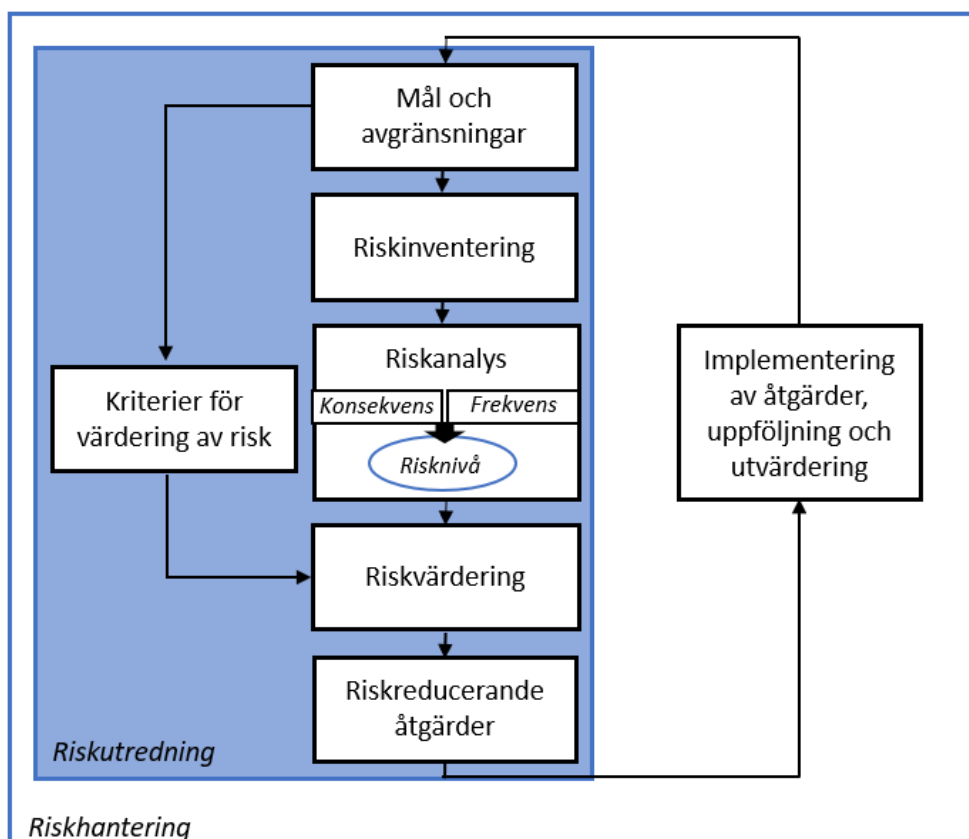 Mål och
avgränsningar
Riskinventering
Riskanalys
Konsekvens
Frekvens
Risknivå
Kriterier för
värdering av risk
Implementering
av åtgärder,
uppföljning och
utvärdering
Riskvärdering
Riskreducerande
åtgärder
Riskutredning
Riskhantering